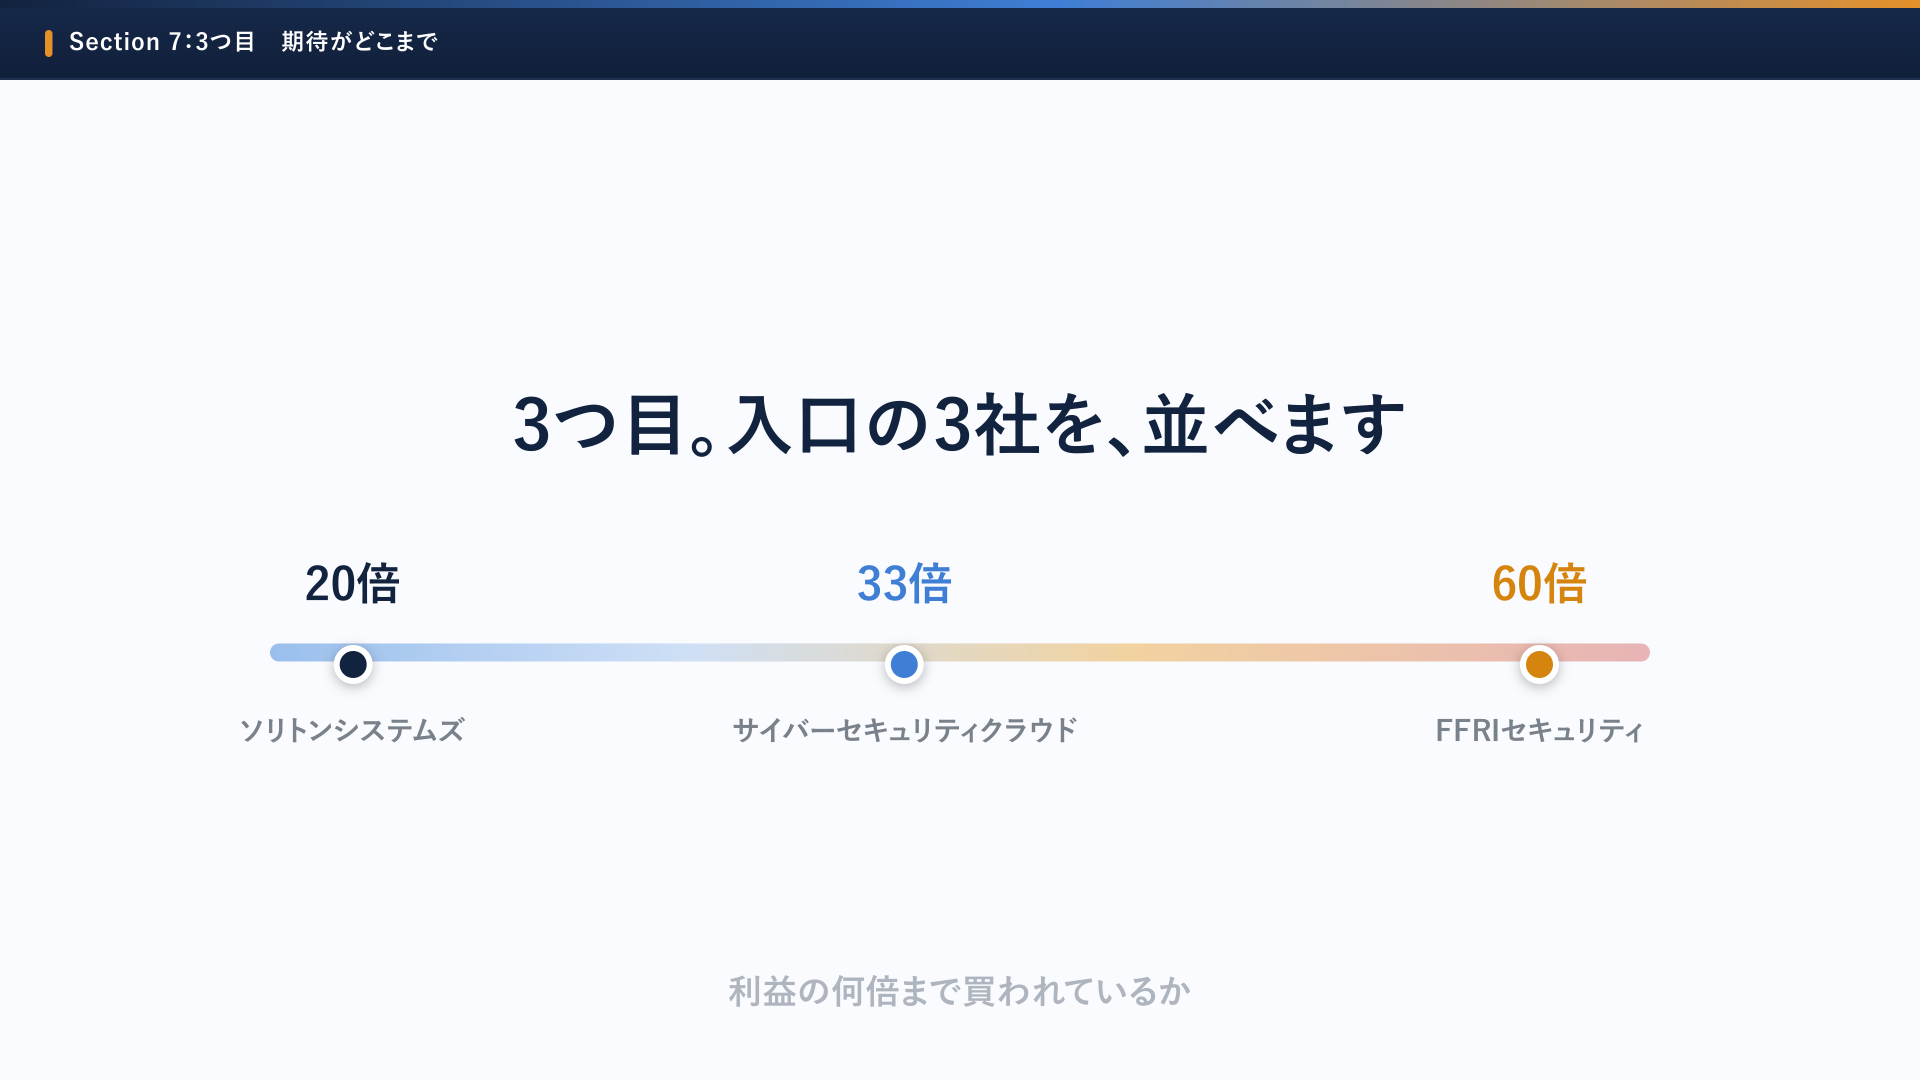 Section 7：3つ目　期待がどこまで
3つ目。入口の3社を、並べます
20倍
33倍
60倍
ソリトンシステムズ
サイバーセキュリティクラウド
FFRIセキュリティ
利益の何倍まで買われているか